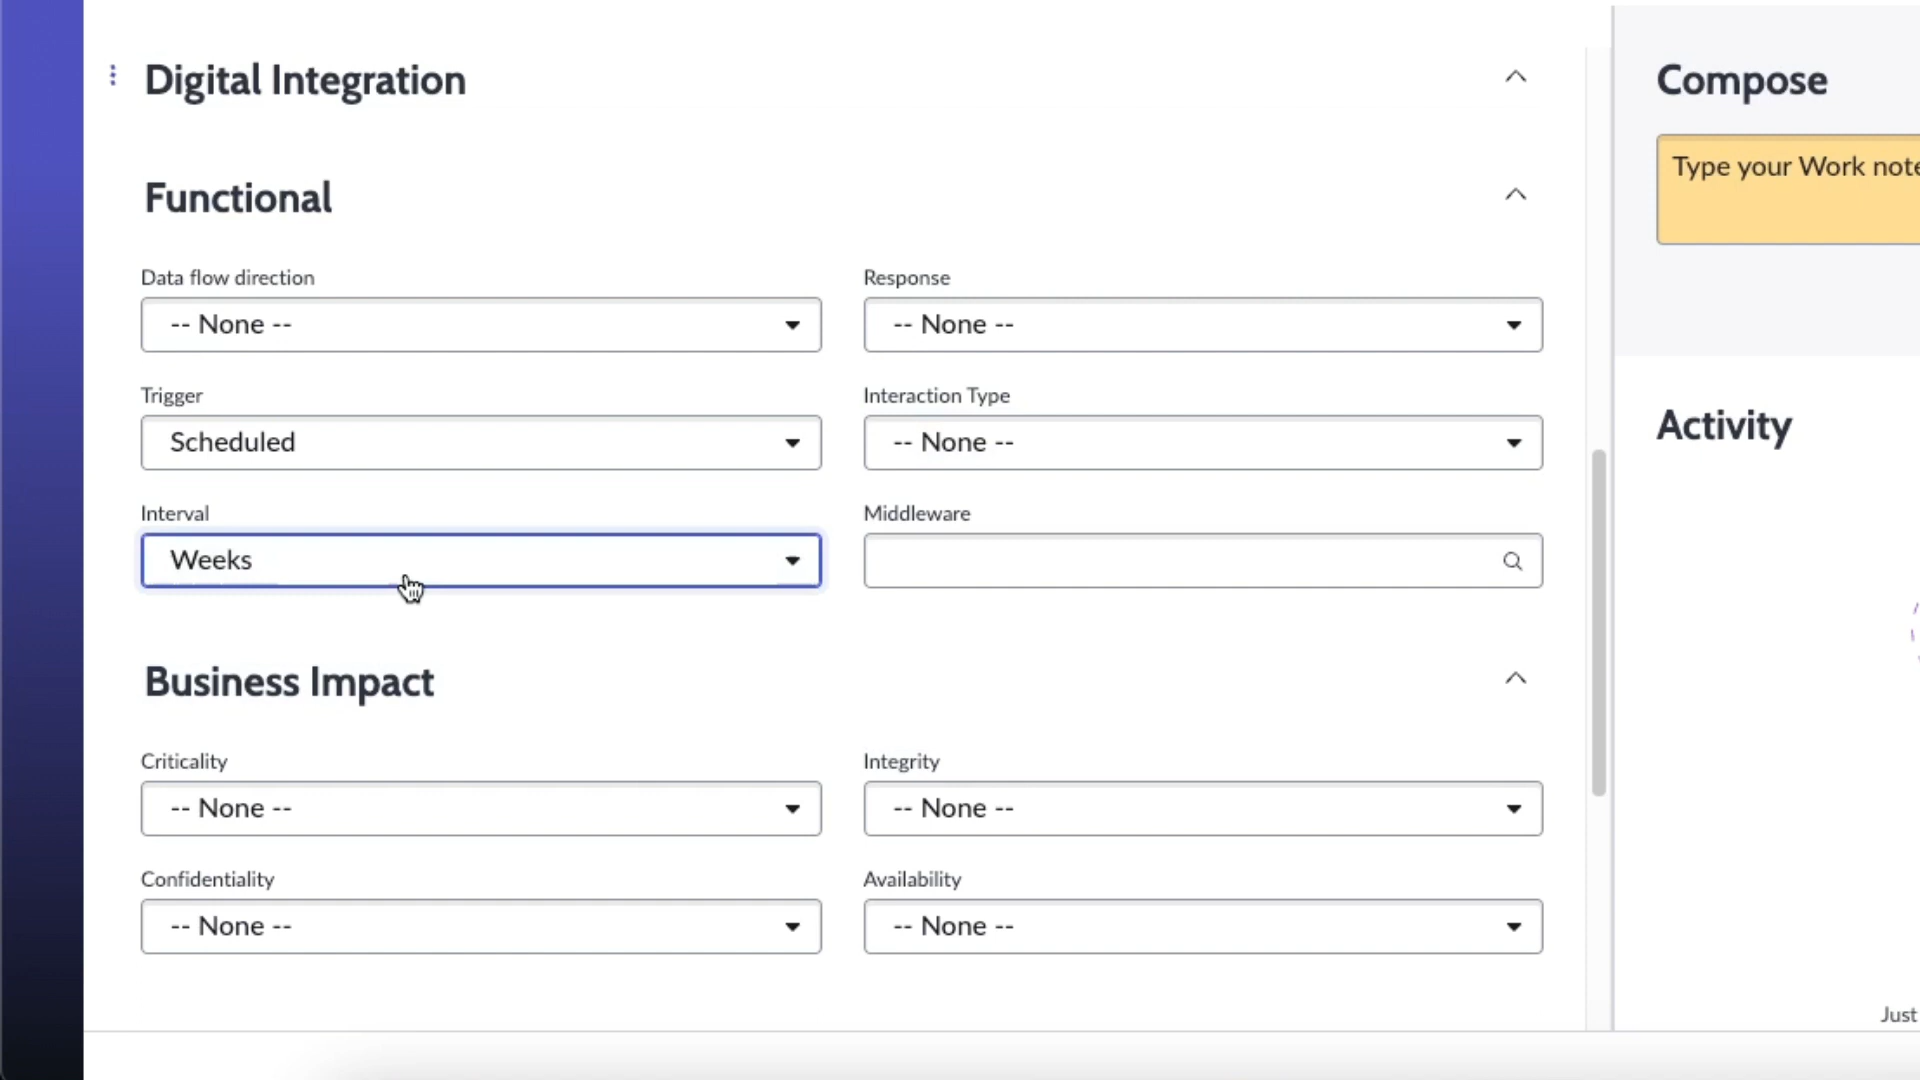 Digital Integration
Functional
Data flow direction
-- None --
Response
-- None --
Trigger
Scheduled
Interaction Type
-- None --
Interval
Weeks
Middleware
Business Impact
Criticality
-- None --
Integrity
-- None --
Confidentiality
-- None --
Availability
-- None --
Compose
Type your Work note
Activity
Just